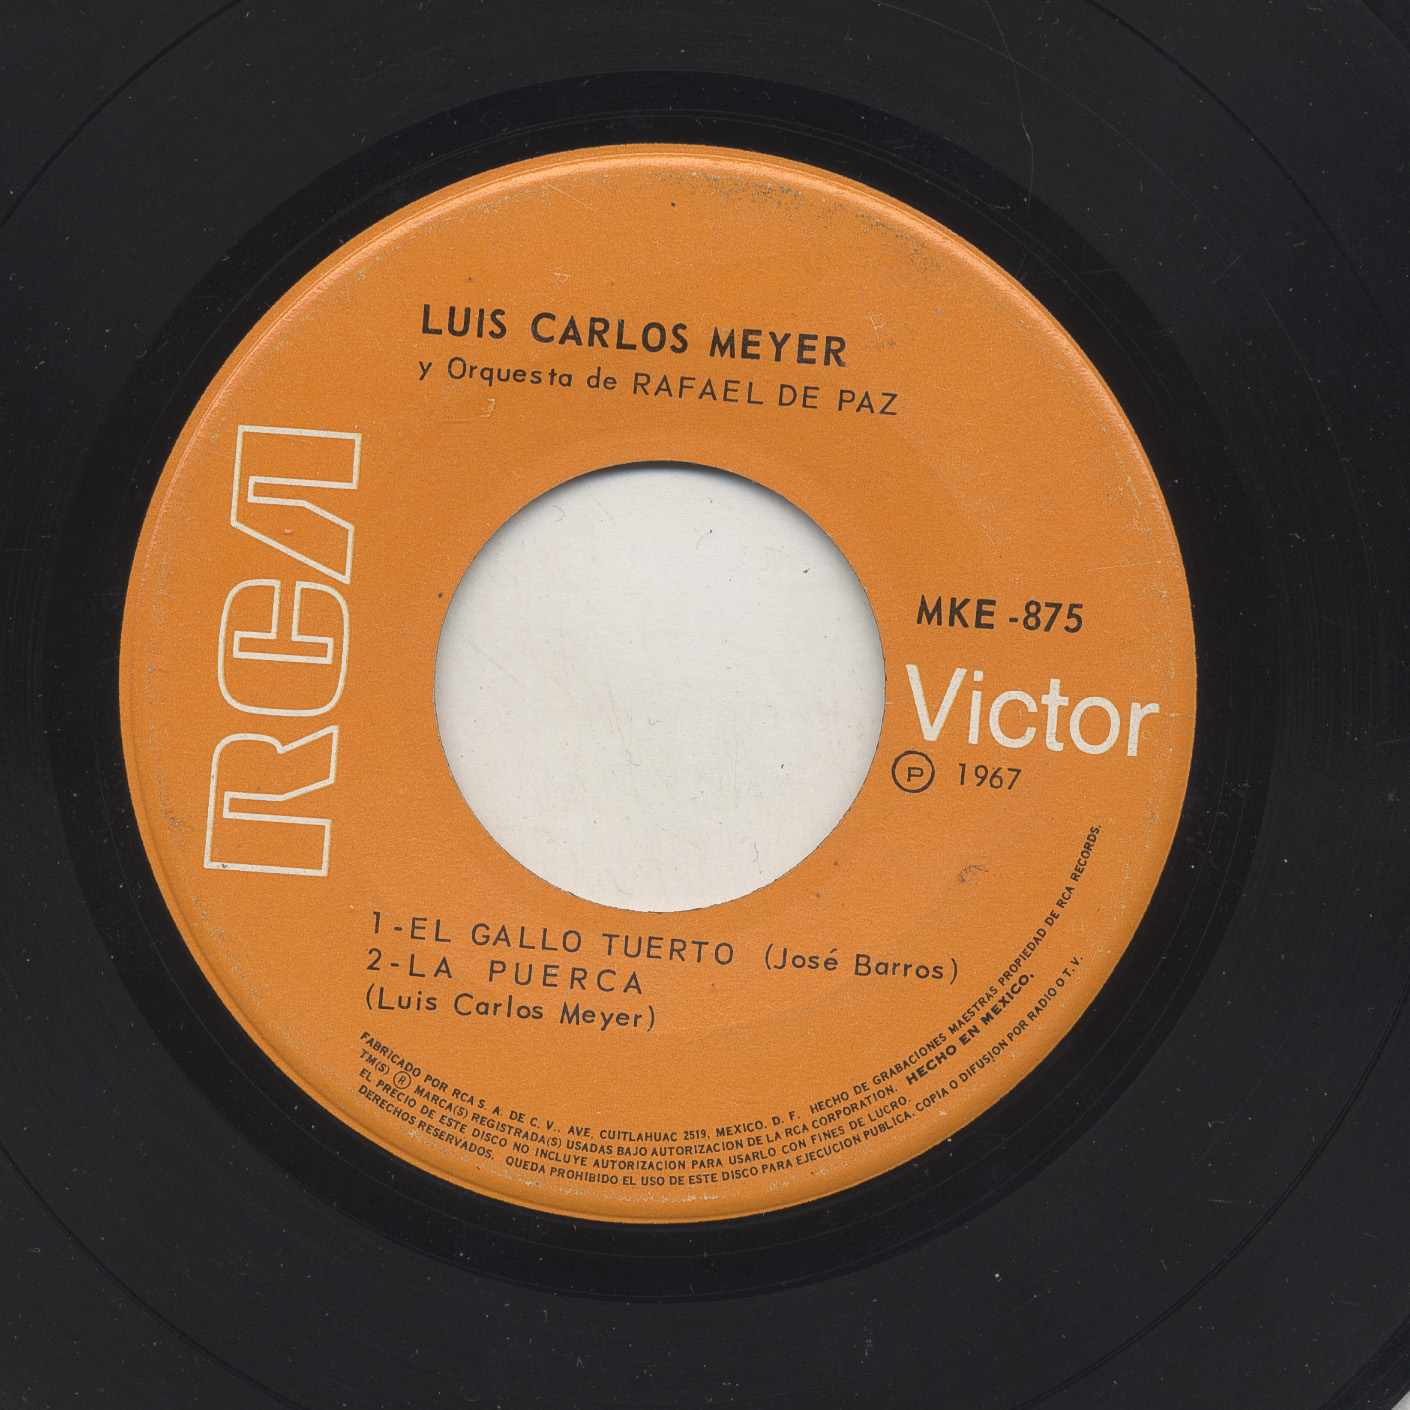 LUIS CARLOS MEYER
y Orquesta de RAFAEL DE PAZ
RCA
MKE -875
Victor
Ⓟ 1967
1-EL GALLO TUERTO (José Barros)
2-LA PUERCA
(Luis Carlos Meyer)
FABRICADO POR RCA S. A. DE C. V., AVE. CUITLAHUAC 2519, MEXICO, D. F. HECHO DE GRABACIONES MAESTRAS PROPIEDAD DE RCA RECORDS.
TM(S) ® MARCA(S) REGISTRADA(S) USADAS BAJO AUTORIZACION DE LA RCA CORPORATION. HECHO EN MEXICO.
EL PRECIO DE ESTE DISCO NO INCLUYE AUTORIZACION PARA USARLO CON FINES DE LUCRO.
DERECHOS RESERVADOS. QUEDA PROHIBIDO EL USO DE ESTE DISCO PARA EJECUCION PUBLICA, COPIA O DIFUSION POR RADIO O T. V.